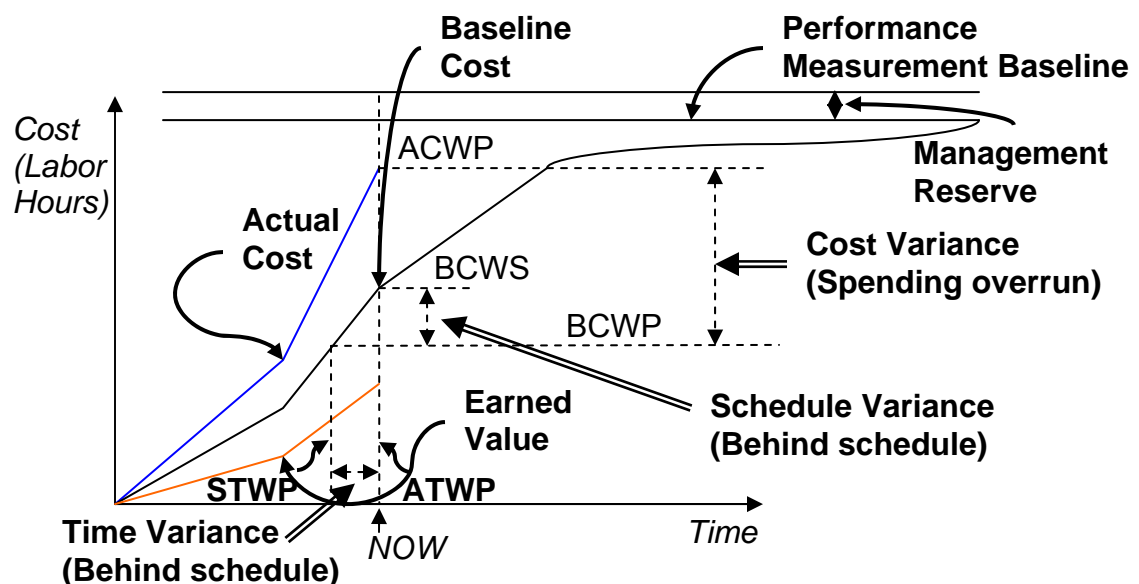 Baseline
Cost
Performance
Measurement Baseline
Cost
(Labor
Hours)
ACWP
Management
Reserve
Actual
Cost
Cost Variance
(Spending overrun)
BCWS
BCWP
Earned
Value
Schedule Variance
(Behind schedule)
STWP
ATWP
Time Variance
(Behind schedule)
NOW
Time